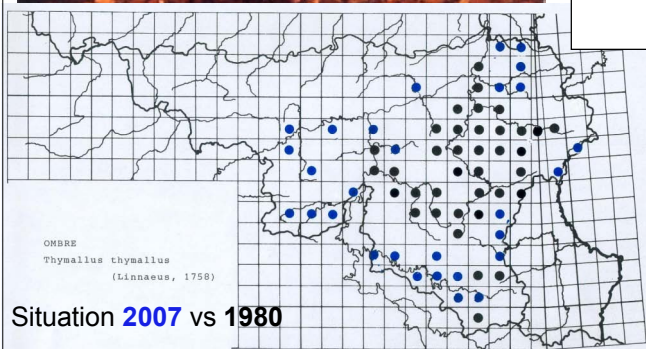 OMBRE
Thymallus thymallus
(Linnaeus, 1758)
Situation 2007 vs 1980